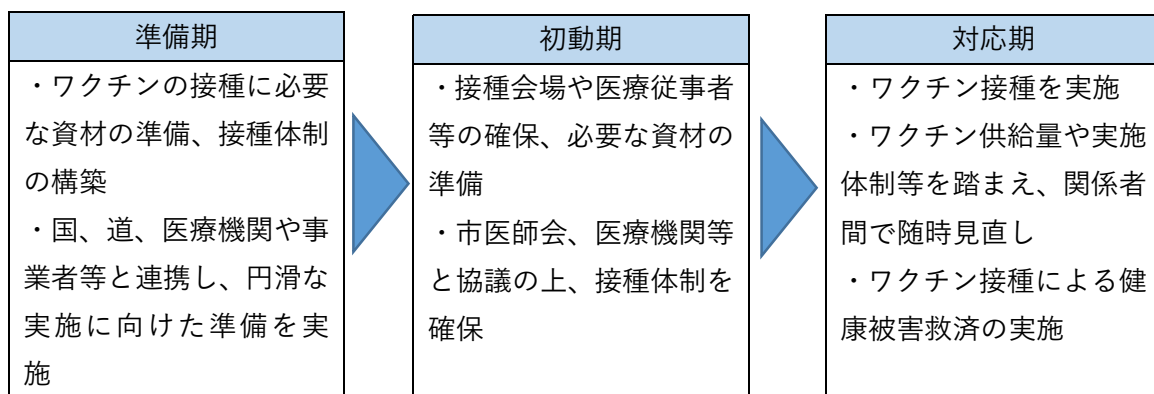 準備期
・ワクチンの接種に必要
な資材の準備、接種体制
の構築
・国、道、医療機関や事
業者等と連携し、円滑な
実施に向けた準備を実
施
初動期
・接種会場や医療従事者
等の確保、必要な資材の
準備
・市医師会、医療機関等
と協議の上、接種体制を
確保
対応期
・ワクチン接種を実施
・ワクチン供給量や実施
体制等を踏まえ、関係者
間で随時見直し
・ワクチン接種による健
康被害救済の実施